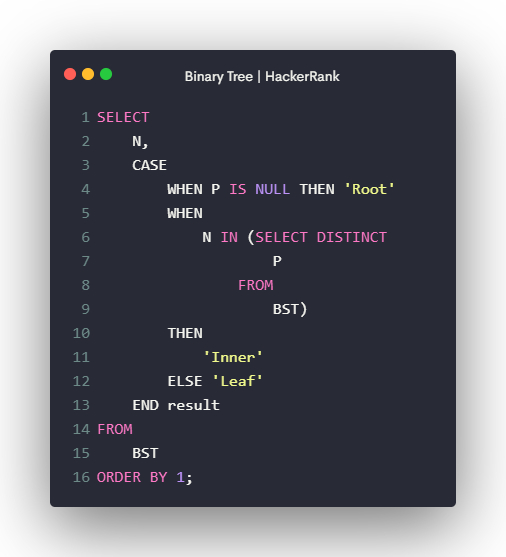 Binary Tree | HackerRank
1 SELECT
2     N,
3     CASE
4         WHEN P IS NULL THEN 'Root'
5         WHEN
6             N IN (SELECT DISTINCT
7                     P
8                 FROM
9                     BST)
10         THEN
11             'Inner'
12         ELSE 'Leaf'
13     END result
14 FROM
15     BST
16 ORDER BY 1;